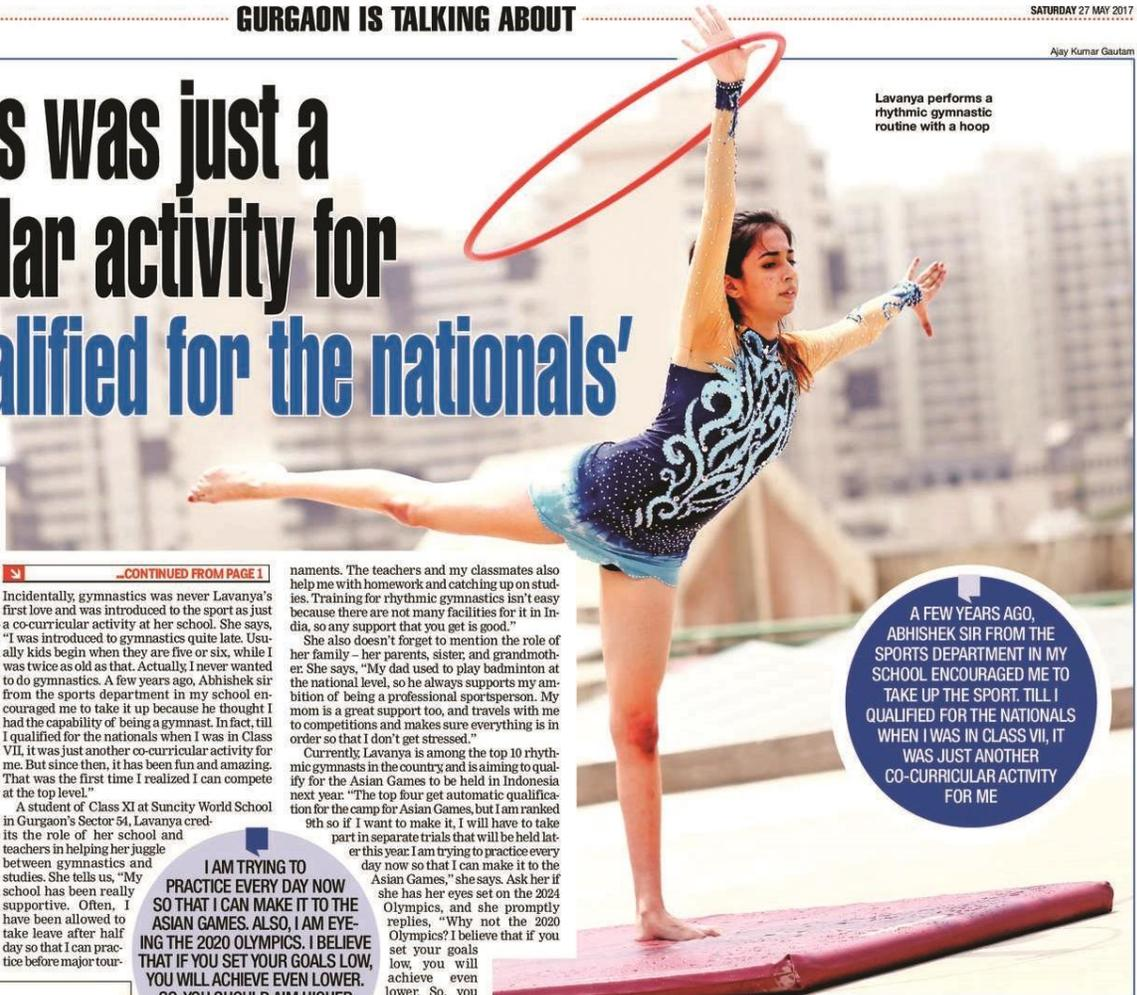 GURGAON IS TALKING ABOUT
SATURDAY 27 MAY 2017
Ajay Kumar Gautam
s was just a
lar activity for
alified for the nationals’
Lavanya performs a
rhythmic gymnastic
routine with a hoop
...CONTINUED FROM PAGE 1
Incidentally, gymnastics was never Lavanya's
first love and was introduced to the sport as just
a co-curricular activity at her school. She says,
“I was introduced to gymnastics quite late. Usu-
ally kids begin when they are five or six, while I
was twice as old as that. Actually, I never wanted
to do gymnastics. A few years ago, Abhishek sir
from the sports department in my school en-
couraged me to take it up because he thought I
had the capability of being a gymnast. In fact, till
I qualified for the nationals when I was in Class
VII, it was just another co-curricular activity for
me. But since then, it has been fun and amazing.
That was the first time I realized I can compete
at the top level.”
A student of Class XI at Suncity World School
in Gurgaon's Sector 54, Lavanya cred-
its the role of her school and
teachers in helping her juggle
between gymnastics and
studies. She tells us, “My
school has been really
supportive. Often, I
have been allowed to
take leave after half
day so that I can prac-
tice before major tour-
naments. The teachers and my classmates also
help me with homework and catching up on stud-
ies. Training for rhythmic gymnastics isn't easy
because there are not many facilities for it in In-
dia, so any support that you get is good.”
She also doesn't forget to mention the role of
her family – her parents, sister, and grandmoth-
er. She says, “My dad used to play badminton at
the national level, so he always supports my am-
bition of being a professional sportsperson. My
mom is a great support too, and travels with me
to competitions and makes sure everything is in
order so that I don't get stressed.”
Currently, Lavanya is among the top 10 rhyth-
mic gymnasts in the country, and is aiming to qual-
ify for the Asian Games to be held in Indonesia
next year. “The top four get automatic qualifica-
tion for the camp for Asian Games, but I am ranked
9th so if I want to make it, I will have to take
part in separate trials that will be held lat-
er this year. I am trying to practice every
day now so that I can make it to the
Asian Games,” she says. Ask her if
she has her eyes set on the 2024
Olympics, and she promptly
replies, “Why not the 2020
Olympics? I believe that if you
set your goals
low, you will
achieve even
lower. So, you
I AM TRYING TO
PRACTICE EVERY DAY NOW
SO THAT I CAN MAKE IT TO THE
ASIAN GAMES. ALSO, I AM EYE-
ING THE 2020 OLYMPICS. I BELIEVE
THAT IF YOU SET YOUR GOALS LOW,
YOU WILL ACHIEVE EVEN LOWER.
SO, YOU SHOULD AIM HIGHER
A FEW YEARS AGO,
ABHISHEK SIR FROM THE
SPORTS DEPARTMENT IN MY
SCHOOL ENCOURAGED ME TO
TAKE UP THE SPORT. TILL I
QUALIFIED FOR THE NATIONALS
WHEN I WAS IN CLASS VII, IT
WAS JUST ANOTHER
CO-CURRICULAR ACTIVITY
FOR ME